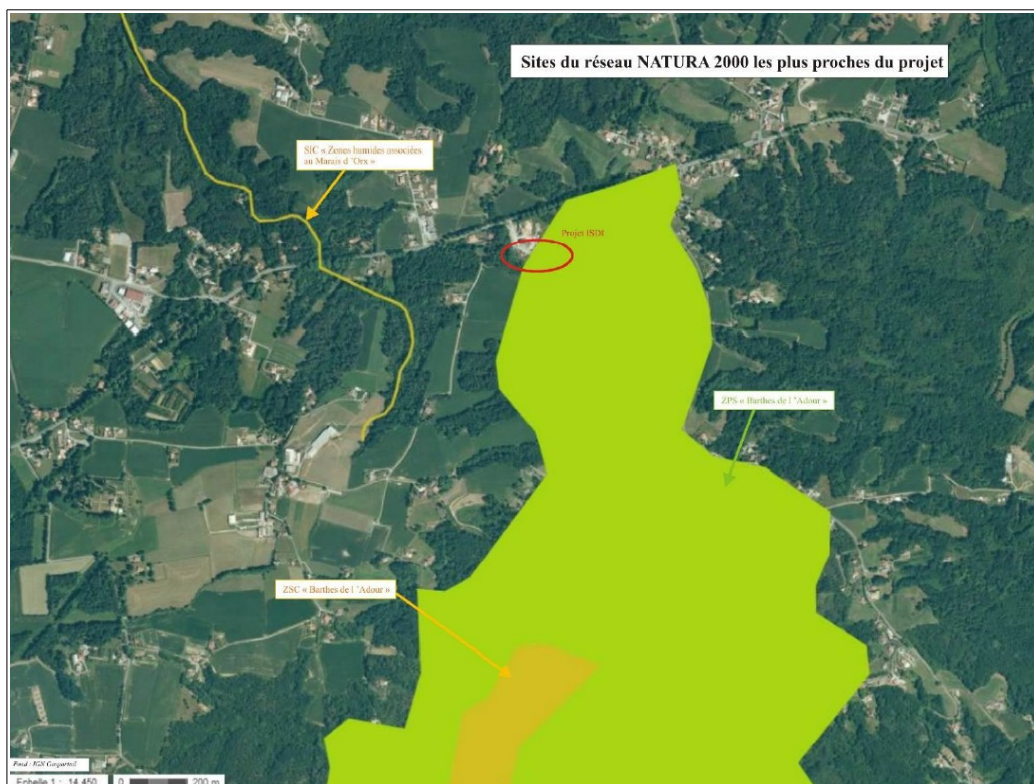 Sites du réseau NATURA 2000 les plus proches du projet
SIC « Zones humides associées
au Marais d 'Orx »
Projet ISDI
ZPS « Barthes de l 'Adour »
ZSC « Barthes de l 'Adour »
Fond : IGN Géoportail
Echelle 1 : 14 450 0 200 m